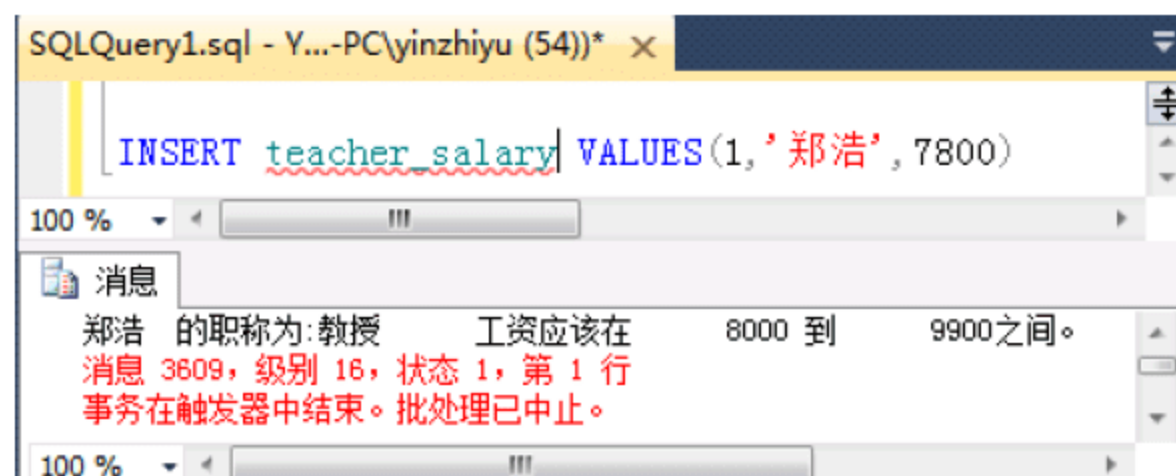 SQLQuery1.sql - Y...-PC\yinzhiyu (54))*
INSERT teacher_salary VALUES(1,'郑浩',7800)
100 %
消息
郑浩 的职称为:教授 工资应该在 8000 到 9900之间。
消息 3609，级别 16，状态 1，第 1 行
事务在触发器中结束。批处理已中止。
100 %